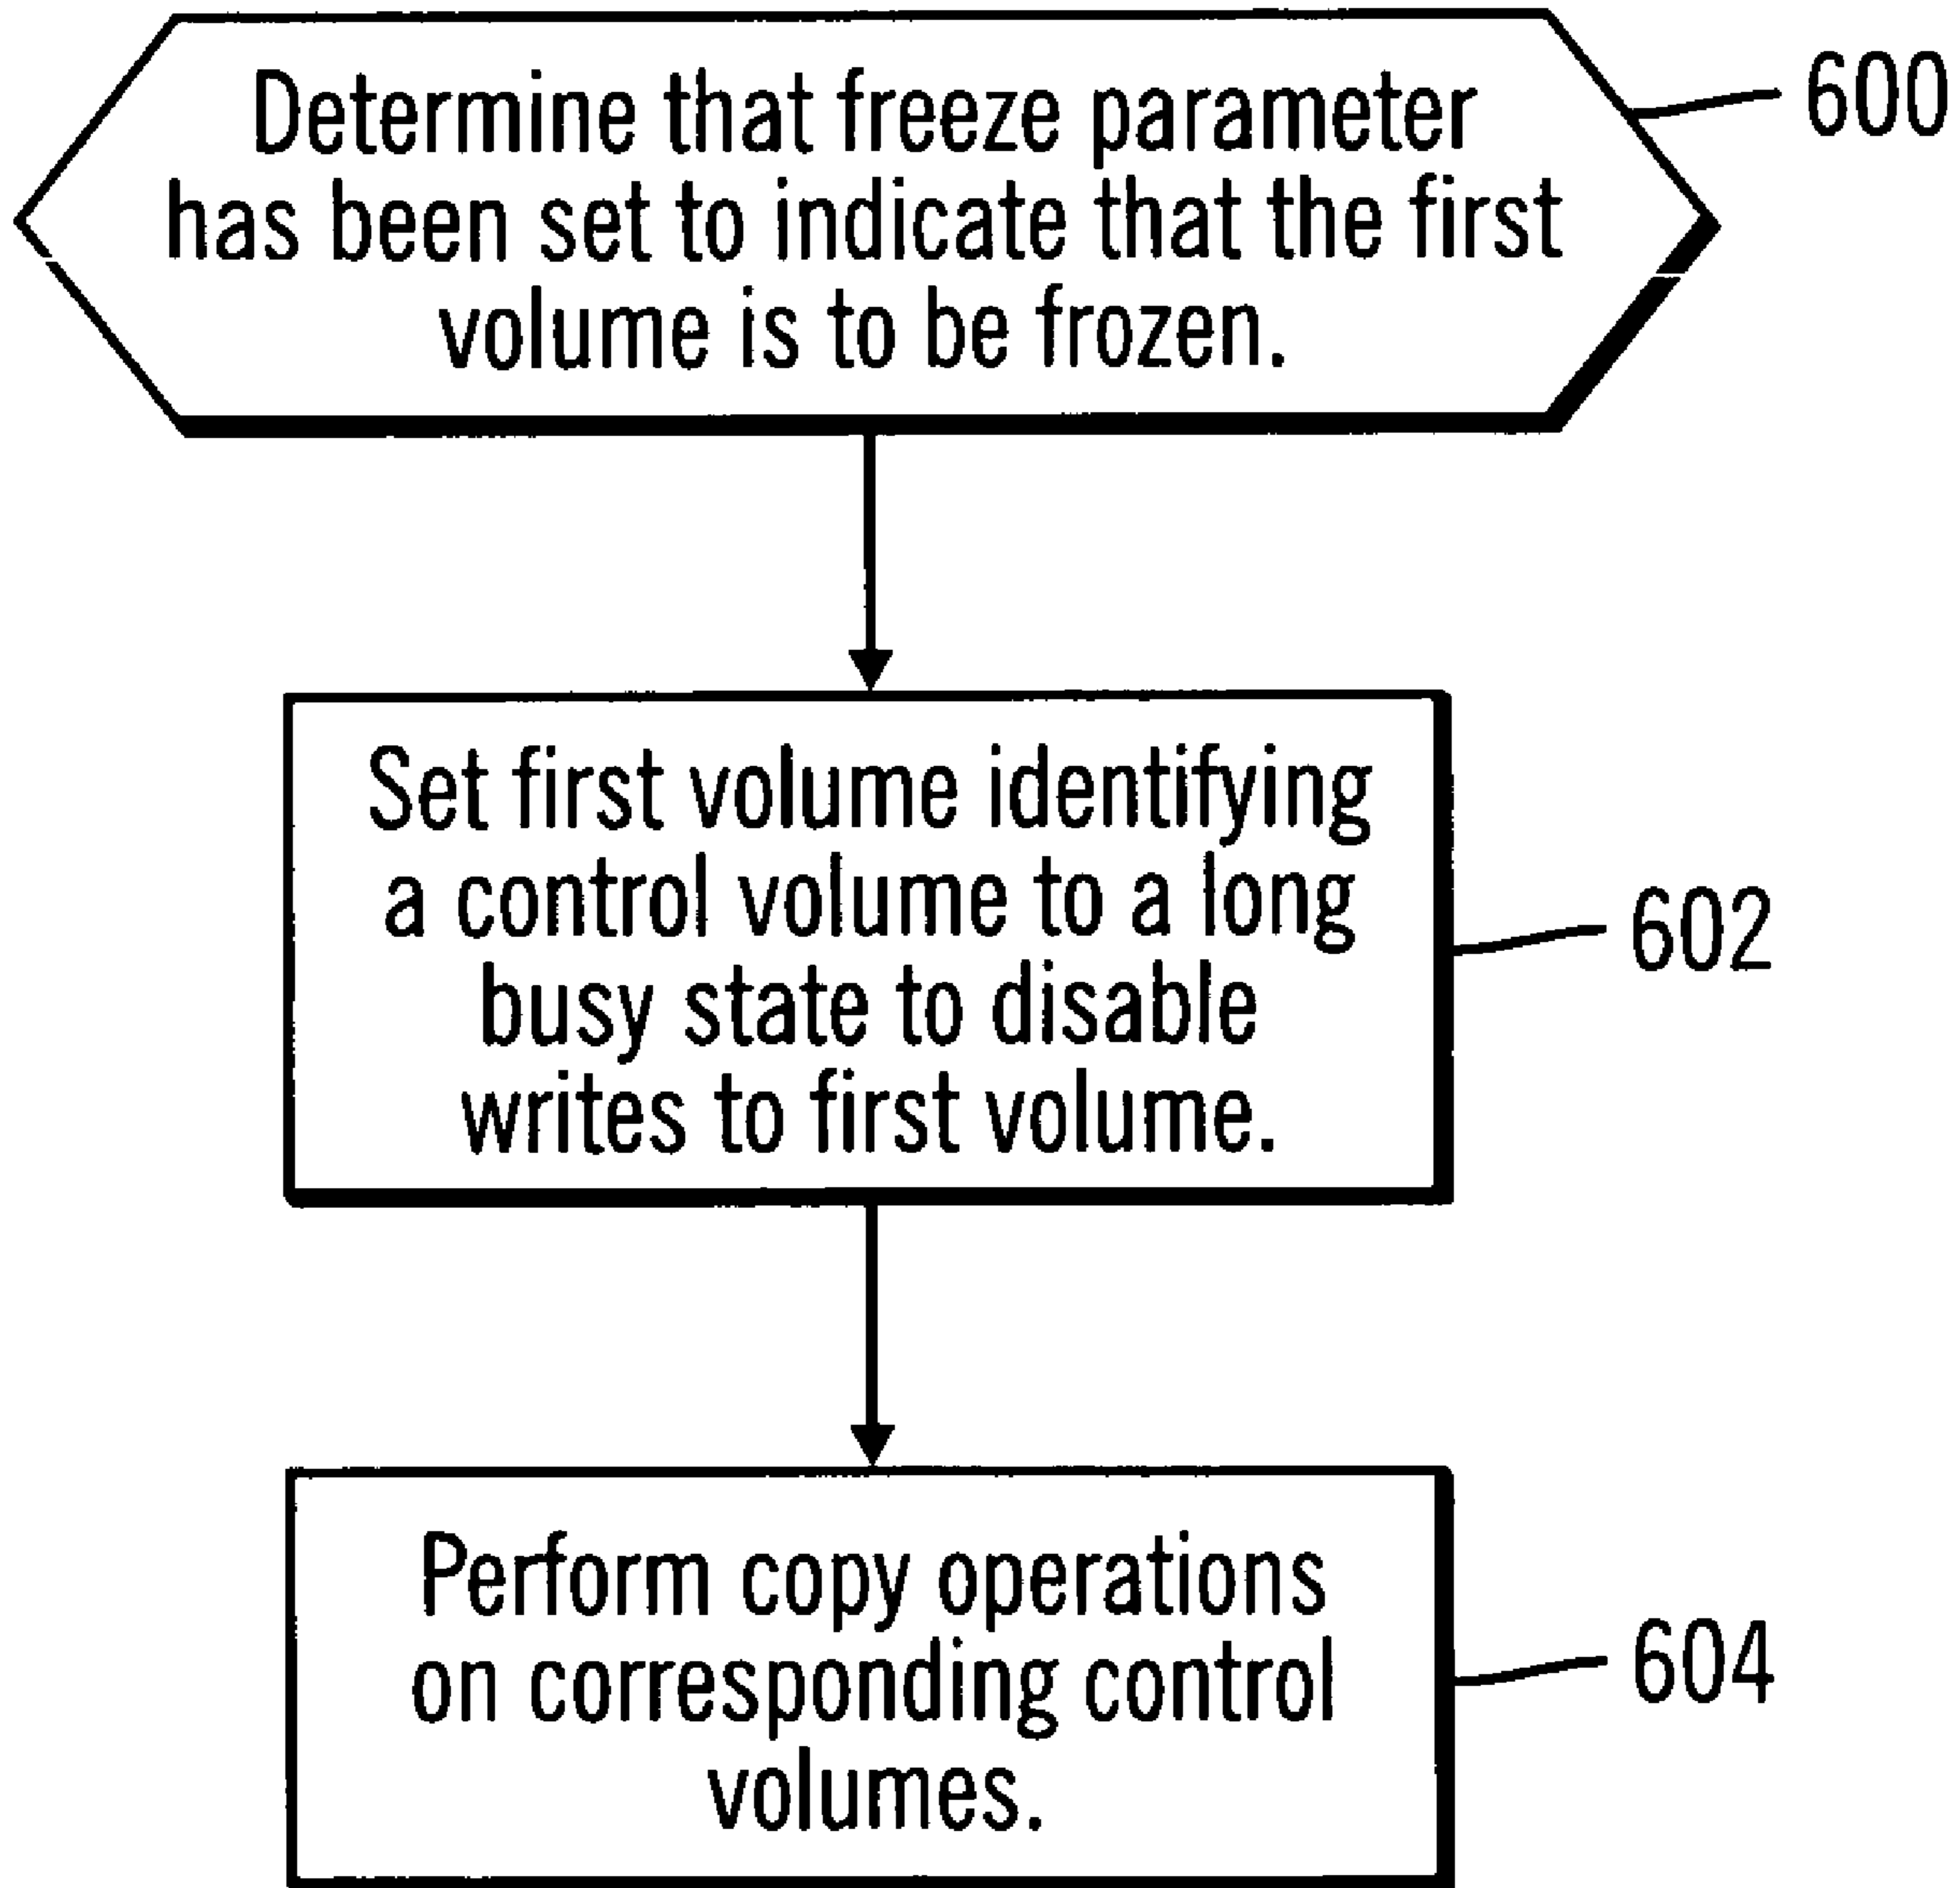 Determine that freeze parameter
has been set to indicate that the first
volume is to be frozen.
600
Set first volume identifying
a control volume to a long
busy state to disable
writes to first volume.
602
Perform copy operations
on corresponding control
volumes.
604